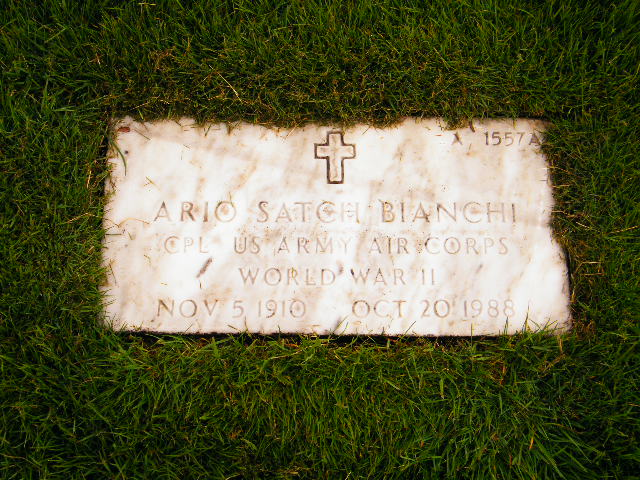 1557A
ARIO SATCH BIANCHI
CPL US ARMY AIR CORPS
WORLD WAR II
NOV 5 1910 OCT 20 1988